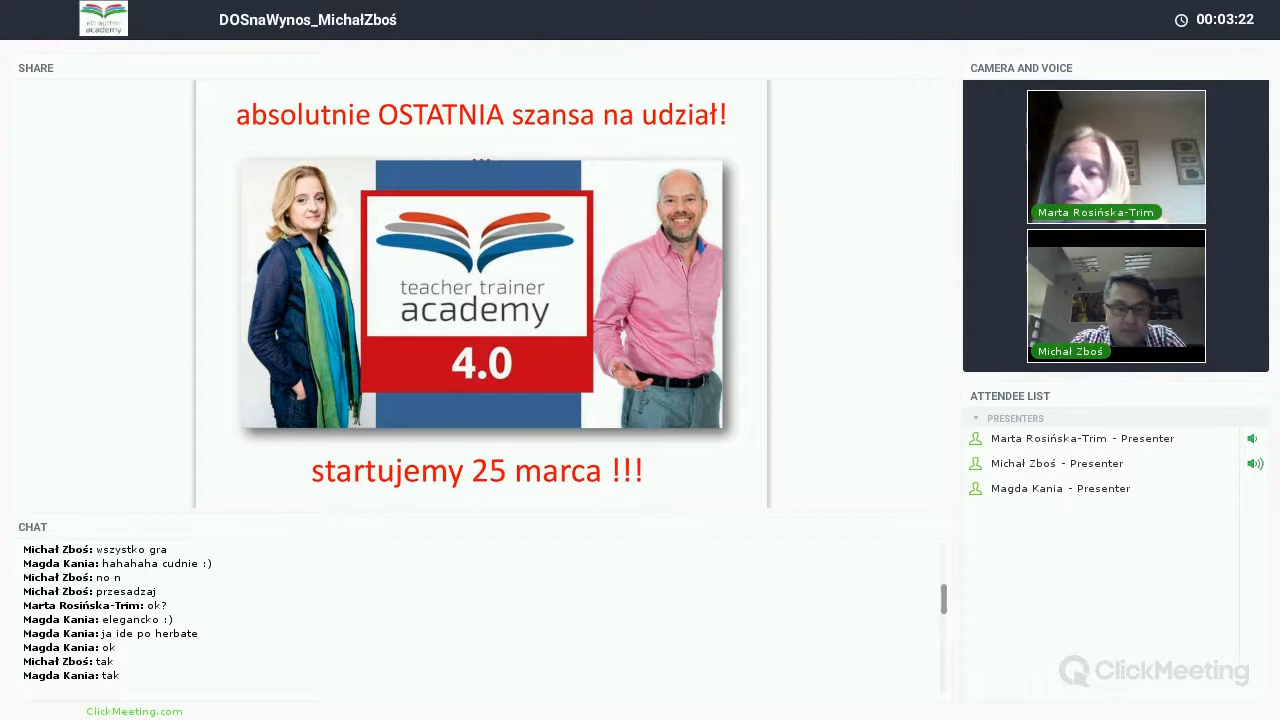 elt author
academy
DOSnaWynos_MichałZboś
00:03:22
SHARE
absolutnie OSTATNIA szansa na udział!
teacher trainer
academy
4.0
startujemy 25 marca !!!
CAMERA AND VOICE
Marta Rosińska-Trim
Michał Zboś
ATTENDEE LIST
PRESENTERS
Marta Rosińska-Trim - Presenter
Michał Zboś - Presenter
Magda Kania - Presenter
CHAT
Michał Zboś: wszystko gra
Magda Kania: hahahaha cudnie :)
Michał Zboś: no n
Michał Zboś: przesadzaj
Marta Rosińska-Trim: ok?
Magda Kania: elegancko :)
Magda Kania: ja ide po herbate
Magda Kania: ok
Michał Zboś: tak
Magda Kania: tak
ClickMeeting
ClickMeeting.com